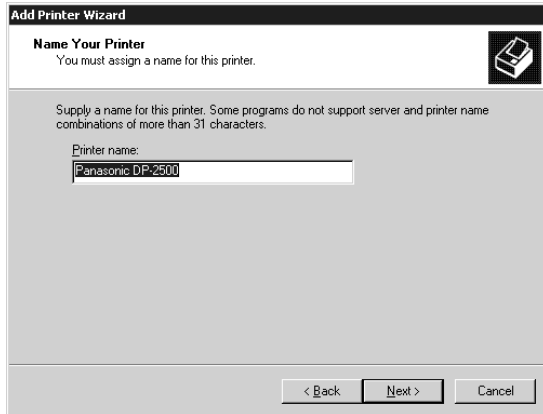 Add Printer Wizard
Name Your Printer
You must assign a name for this printer.
Supply a name for this printer. Some programs do not support server and printer name
combinations of more than 31 characters.
Printer name:
Panasonic DP-2500
< Back Next > Cancel